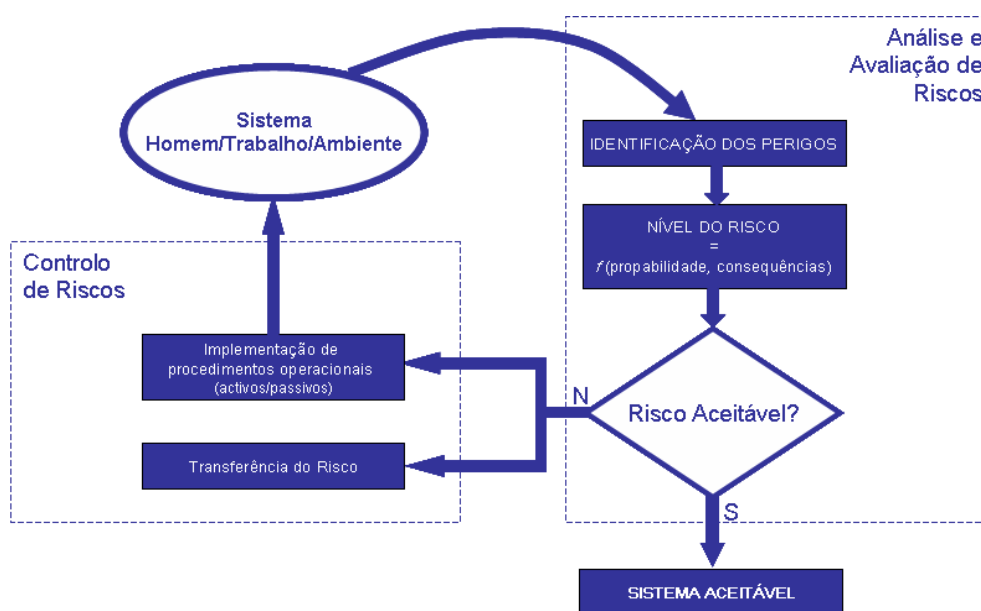 Análise e
Avaliação de
Riscos
Sistema
Homem/Trabalho/Ambiente
IDENTIFICAÇÃO DOS PERIGOS
NÍVEL DO RISCO
=
f (propabilidade, consequências)
Controlo
de Riscos
Implementação de
procedimentos operacionais
(activos/passivos)
N
Risco Aceitável?
Transferência do Risco
S
SISTEMA ACEITÁVEL